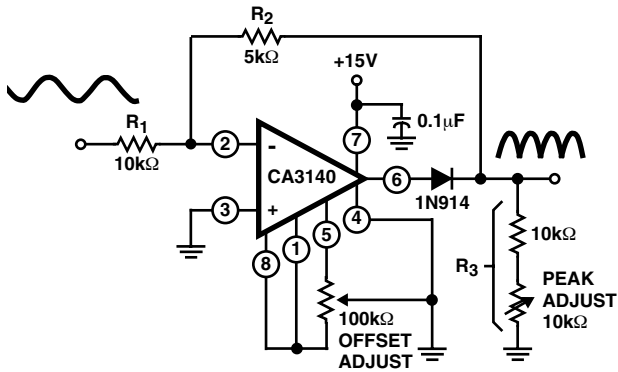 R2
5kΩ
+15V
R1
10kΩ
0.1μF
7
2
-
CA3140
6
1N914
3
+
4
5
1
8
10kΩ
R3
PEAK
ADJUST
10kΩ
100kΩ
OFFSET
ADJUST